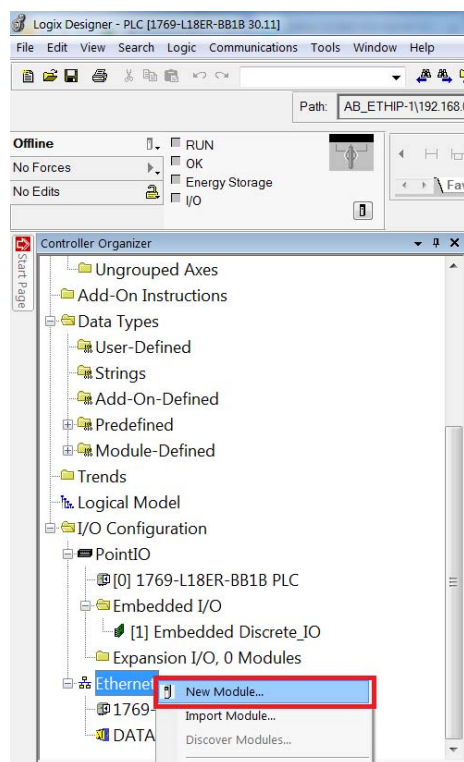 Logix Designer - PLC [1769-L18ER-BB1B 30.11]
File Edit View Search Logic Communications Tools Window Help
Path: AB_ETHIP-1\192.168.
Offline RUN
No Forces OK
No Edits Energy Storage
I/O
Fav
Start Page
Controller Organizer
Ungrouped Axes
Add-On Instructions
Data Types
User-Defined
Strings
Add-On-Defined
Predefined
Module-Defined
Trends
Logical Model
I/O Configuration
PointIO
[0] 1769-L18ER-BB1B PLC
Embedded I/O
[1] Embedded Discrete_IO
Expansion I/O, 0 Modules
Ethernet
New Module...
1769-
Import Module...
DATA
Discover Modules...